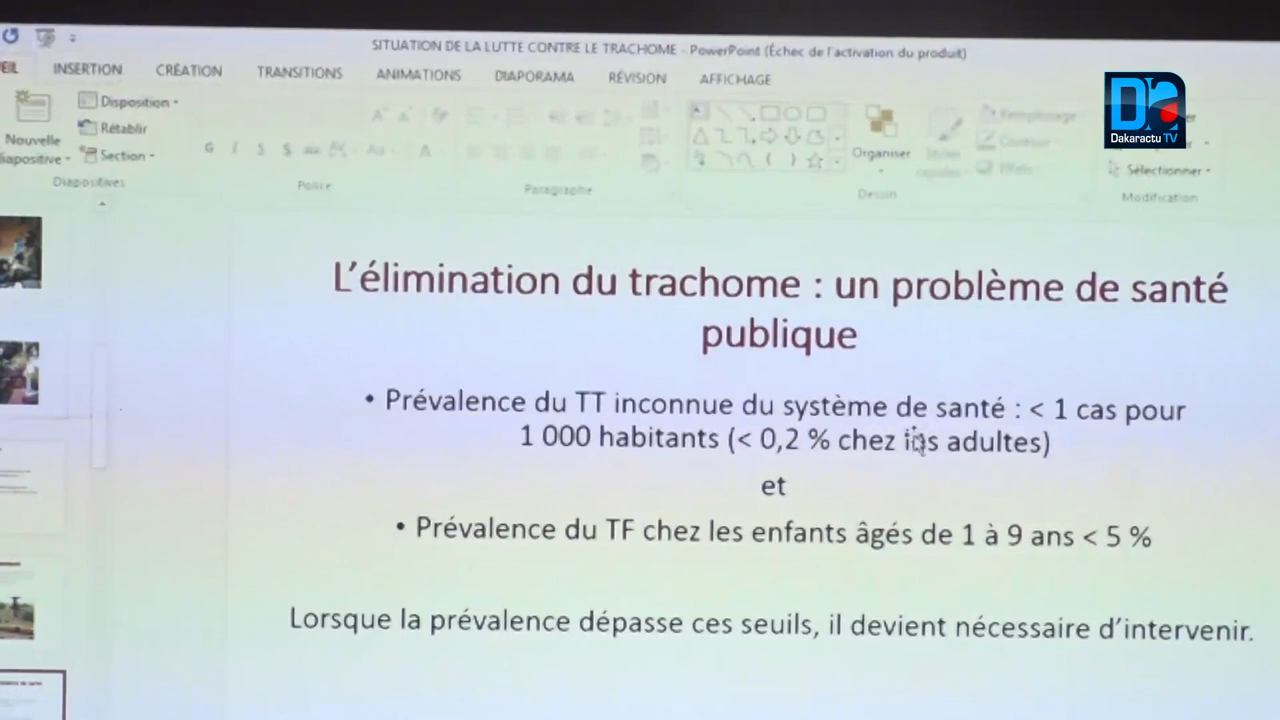 SITUATION DE LA LUTTE CONTRE LE TRACHOME - PowerPoint (Échec de l'activation du produit)
INSERTION CRÉATION TRANSITIONS ANIMATIONS DIAPORAMA RÉVISION AFFICHAGE
Disposition
Rétablir
Section
Nouvelle
Diapositives
Police
Paragraphe
Organiser
Dessin
Sélectionner
Modification
Da
Dakaractu TV
L'élimination du trachome : un problème de santé
publique
• Prévalence du TT inconnue du système de santé : < 1 cas pour
1 000 habitants (< 0,2 % chez les adultes)
et
• Prévalence du TF chez les enfants âgés de 1 à 9 ans < 5 %
Lorsque la prévalence dépasse ces seuils, il devient nécessaire d'intervenir.